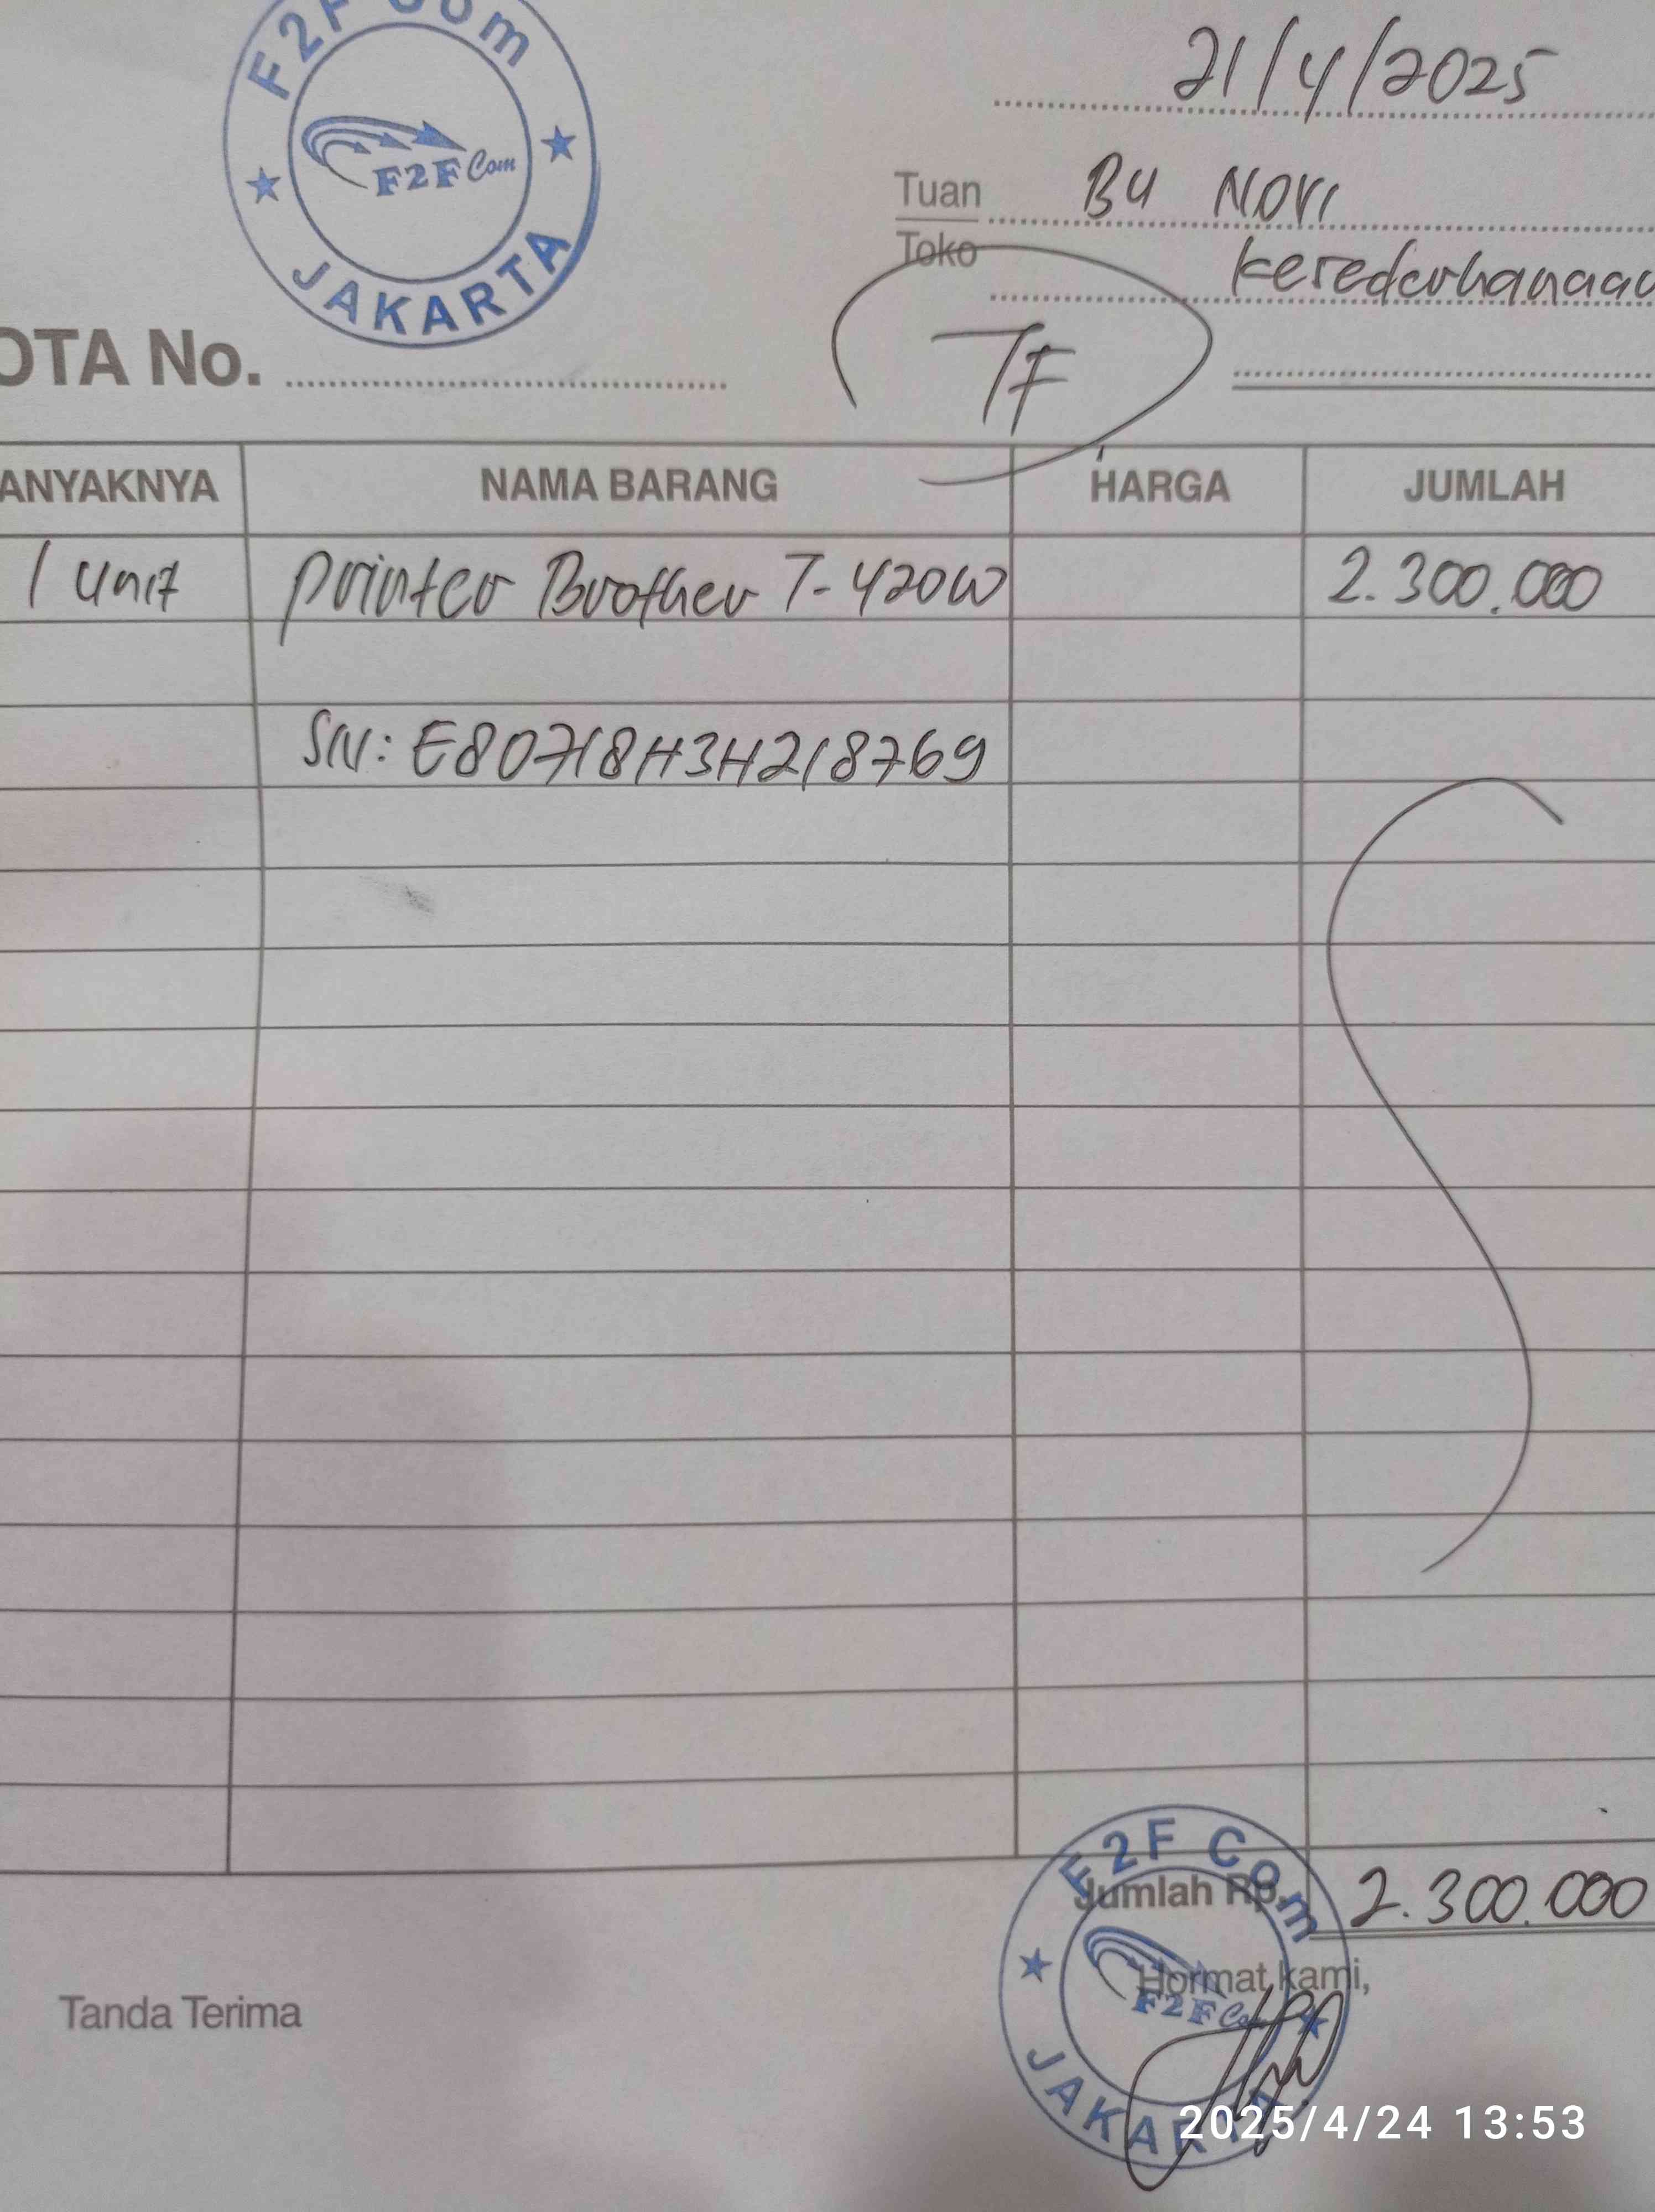 F2F Com
F2F Com
JAKARTA
21/4/2025
Tuan Bu Novi
Toko
TF
OTA No.
ANYAKNYA NAMA BARANG HARGA JUMLAH
1 unit printer Brother T-420W 2.300.000
SN: E80718H3H218769
F2F Com
Jumlah Rp. 2.300.000
Hormat kami,
F2F Com
Tanda Terima
JAKARTA
2025/4/24 13:53